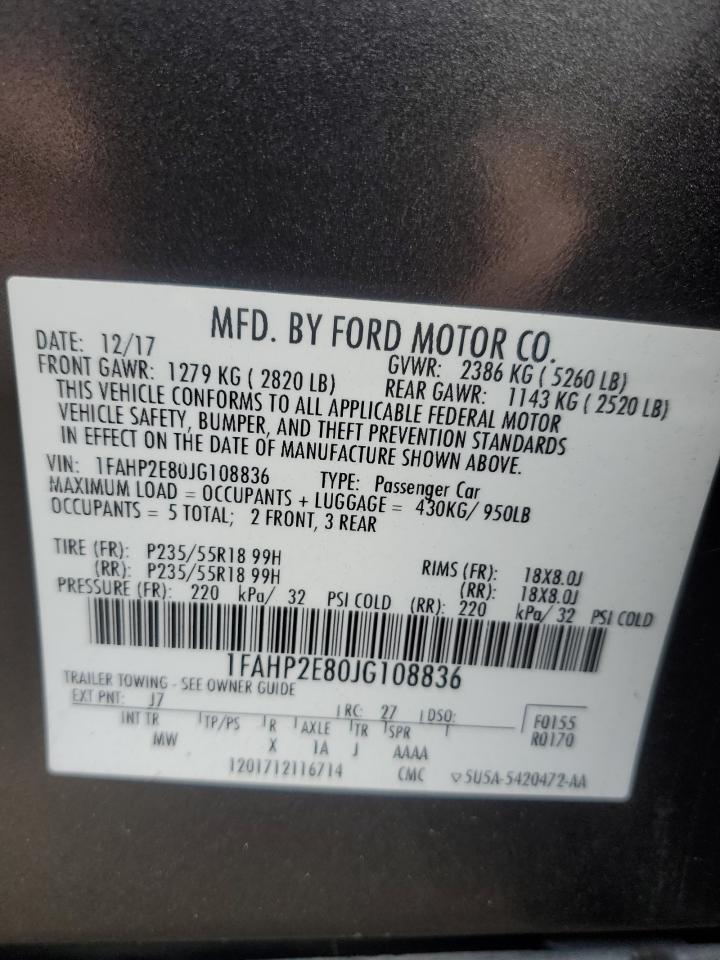 MFD. BY FORD MOTOR CO.
DATE: 12/17 GVWR: 2386 KG ( 5260 LB)
FRONT GAWR: 1279 KG ( 2820 LB) REAR GAWR: 1143 KG ( 2520 LB)
THIS VEHICLE CONFORMS TO ALL APPLICABLE FEDERAL MOTOR
VEHICLE SAFETY, BUMPER, AND THEFT PREVENTION STANDARDS
IN EFFECT ON THE DATE OF MANUFACTURE SHOWN ABOVE.
VIN: 1FAHP2E80JG108836 TYPE: Passenger Car
MAXIMUM LOAD = OCCUPANTS + LUGGAGE = 430KG/ 950LB
OCCUPANTS = 5 TOTAL; 2 FRONT, 3 REAR
TIRE (FR): P235/55R18 99H RIMS (FR): 18X8.0J
(RR): P235/55R18 99H (RR): 18X8.0J
PRESSURE (FR): 220 kPa/ 32 PSI COLD (RR): 220 kPa/ 32 PSI COLD
1FAHP2E80JG108836
TRAILER TOWING - SEE OWNER GUIDE
EXT PNT: J7 RC: 27 DSO: F0155
INT TR TP/PS R AXLE TR SPR R0170
MW X 1A J AAAA
1201712116714 CMC 5U5A-5420472-AA